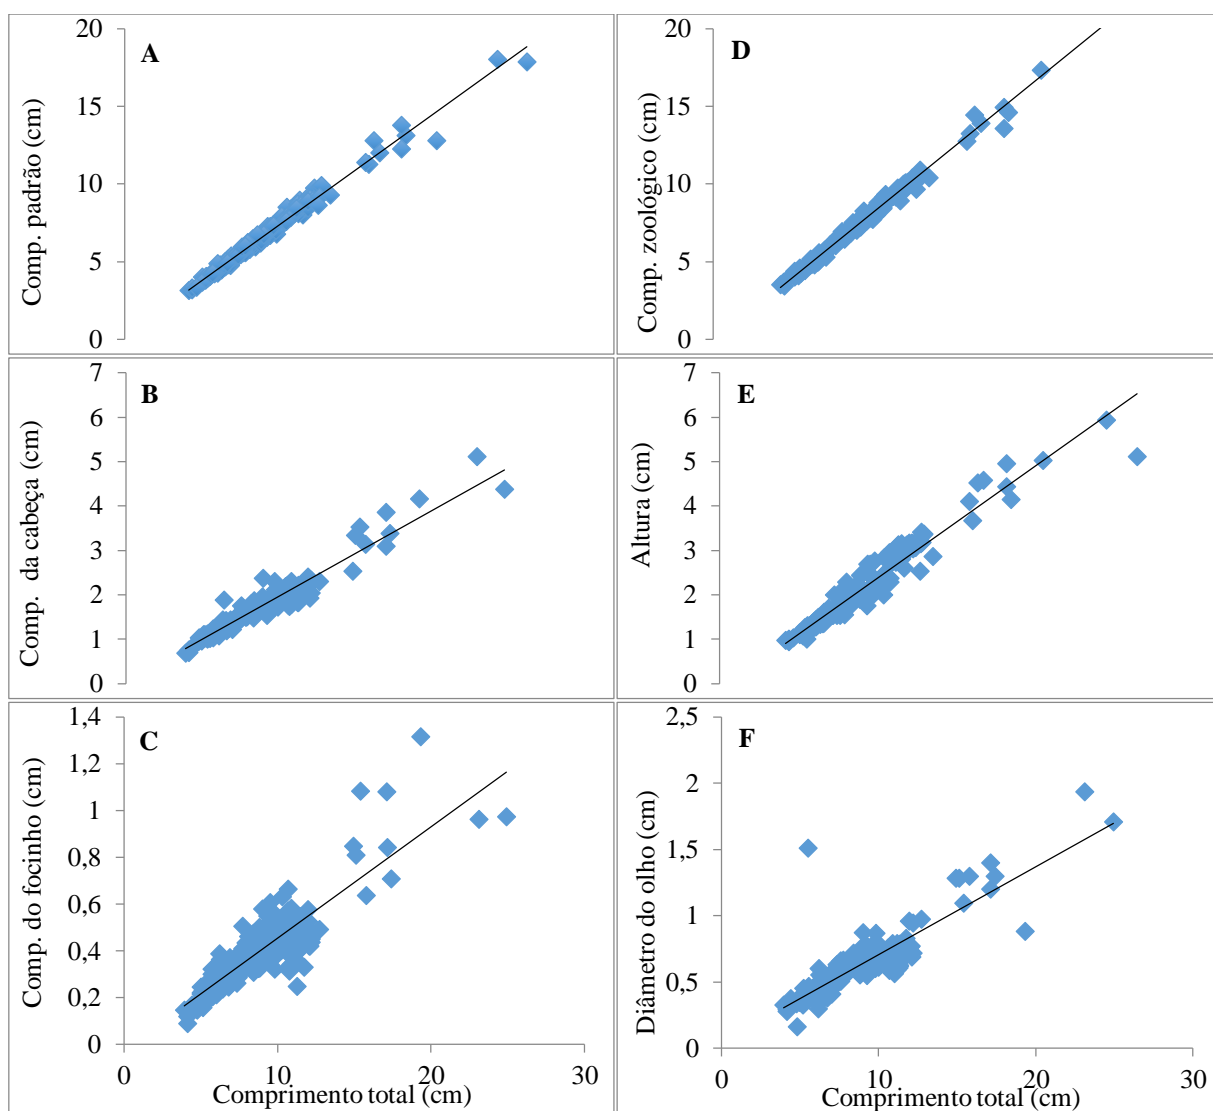 A
Comp. padrão (cm)
20
15
10
5
0
D
Comp. zoológico (cm)
20
15
10
5
0
B
Comp. da cabeça (cm)
7
6
5
4
3
2
1
0
E
Altura (cm)
7
6
5
4
3
2
1
0
C
Comp. do focinho (cm)
1,4
1,2
1
0,8
0,6
0,4
0,2
0
0 10 20 30
Comprimento total (cm)
F
Diâmetro do olho (cm)
2,5
2
1,5
1
0,5
0
0 10 20 30
Comprimento total (cm)